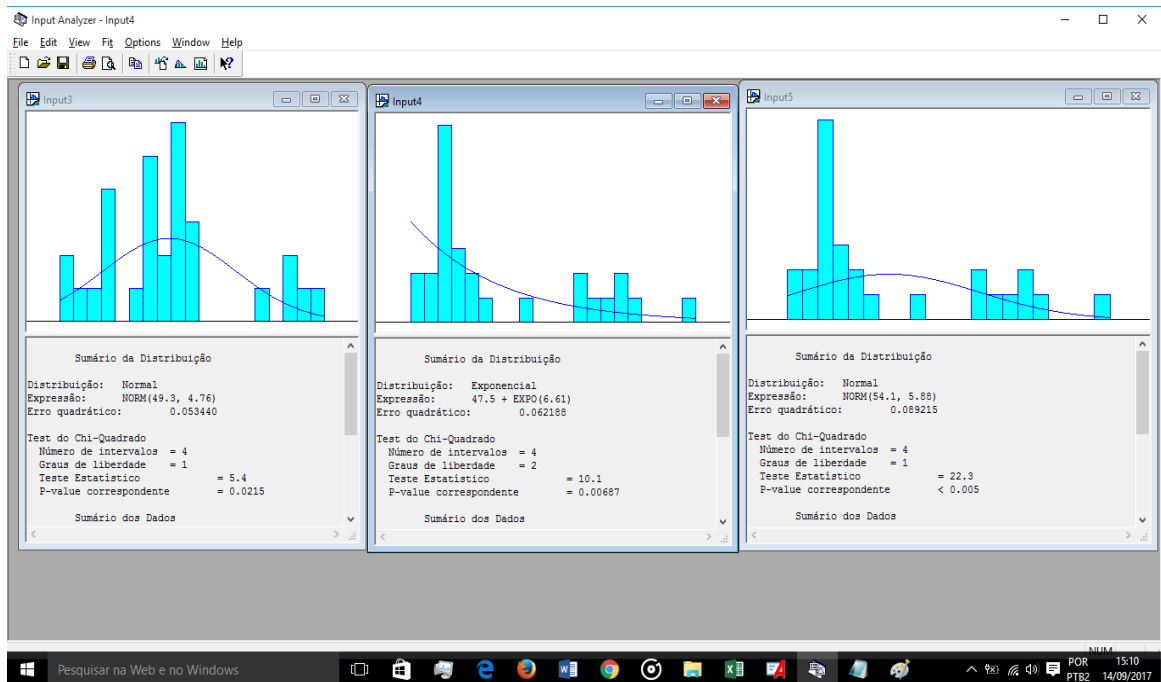 Input Analyzer - Input4
File Edit View Fit Options Window Help
Input3
Sumário da Distribuição
Distribuição: Normal
Expressão: NORM(49.3, 4.76)
Erro quadrático: 0.053440
Test do Chi-Quadrado
Número de intervalos = 4
Graus de liberdade = 1
Teste Estatístico = 5.4
P-value correspondente = 0.0215
Sumário dos Dados
Input4
Sumário da Distribuição
Distribuição: Exponencial
Expressão: 47.5 + EXPO(6.61)
Erro quadrático: 0.062188
Test do Chi-Quadrado
Número de intervalos = 4
Graus de liberdade = 2
Teste Estatístico = 10.1
P-value correspondente = 0.00687
Sumário dos Dados
Input5
Sumário da Distribuição
Distribuição: Normal
Expressão: NORM(54.1, 5.88)
Erro quadrático: 0.089215
Test do Chi-Quadrado
Número de intervalos = 4
Graus de liberdade = 1
Teste Estatístico = 22.3
P-value correspondente < 0.005
Sumário dos Dados
NUM
Pesquisar na Web e no Windows
POR 15:10
PTB2 14/09/2017